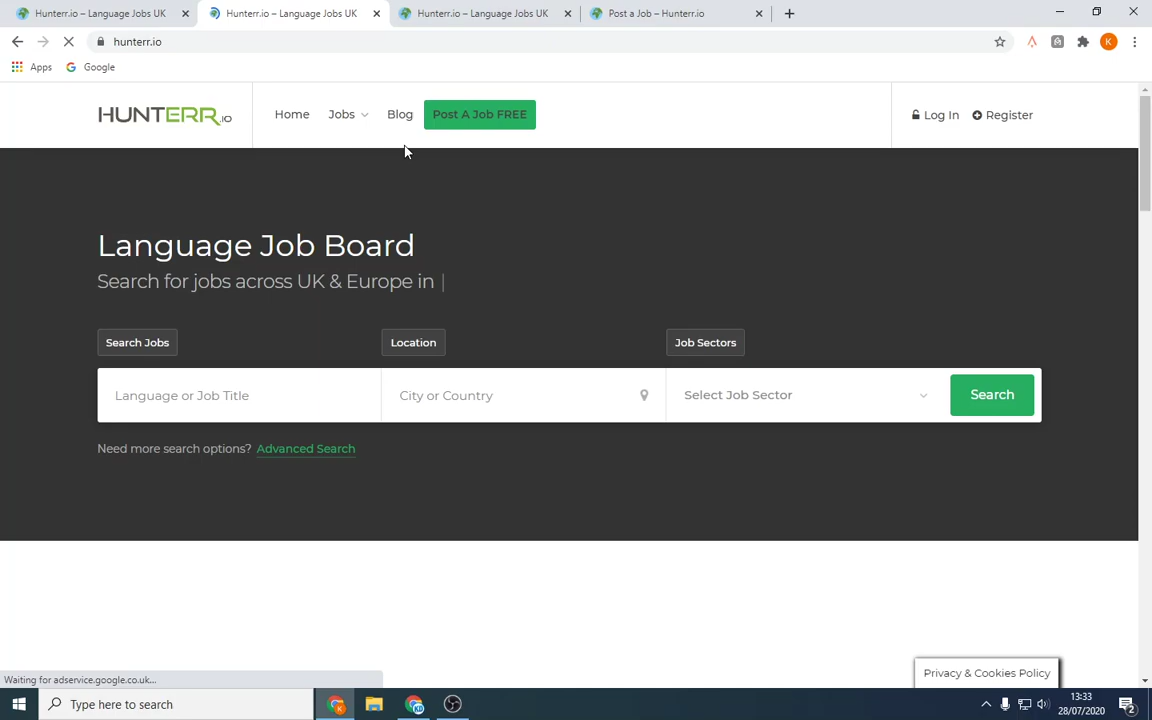 Hunterr.io – Language Jobs UK
Hunterr.io – Language Jobs UK
Hunterr.io – Language Jobs UK
Post a Job – Hunterr.io
hunterr.io
K
Apps
Google
HUNTERR.IO
Home
Jobs
Blog
Post A Job FREE
Log In
Register
Language Job Board
Search for jobs across UK & Europe in |
Search Jobs
Location
Job Sectors
Language or Job Title
City or Country
Select Job Sector
Search
Need more search options? Advanced Search
Privacy & Cookies Policy
Waiting for adservice.google.co.uk...
Type here to search
13:33
28/07/2020
2